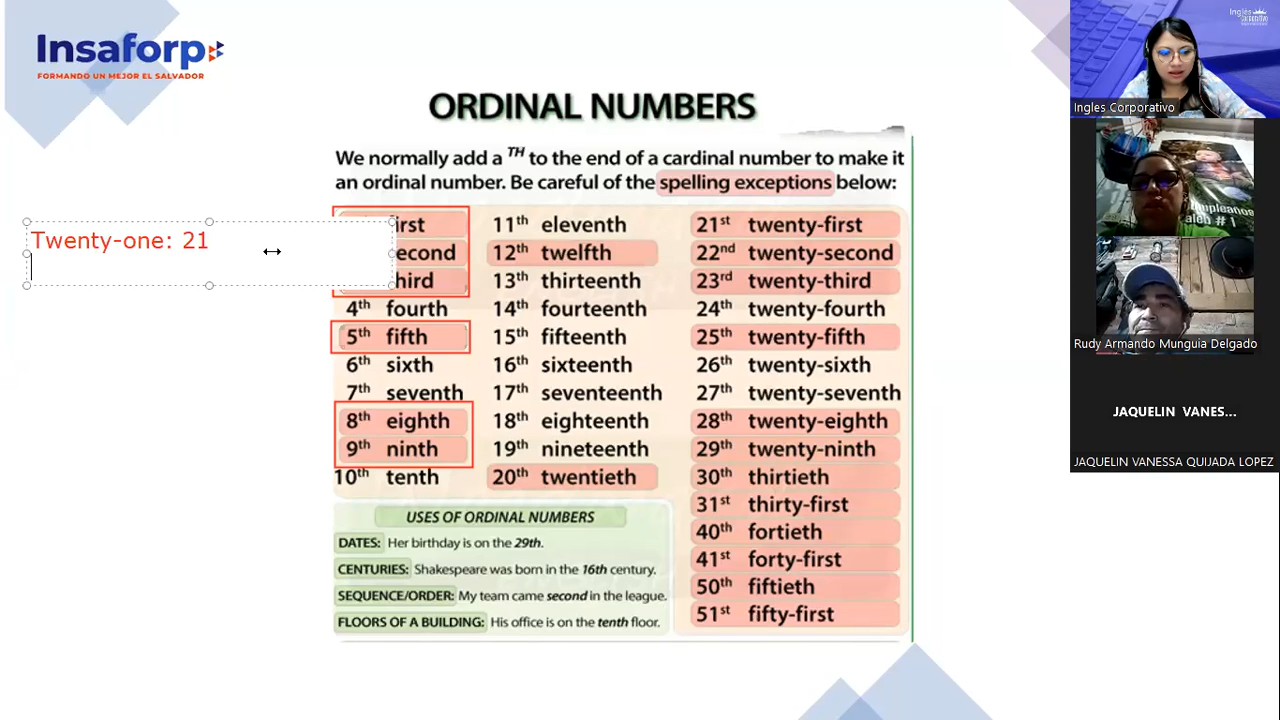 Insaforp
FORMANDO UN MEJOR EL SALVADOR
ORDINAL NUMBERS
We normally add a TH to the end of a cardinal number to make it
an ordinal number. Be careful of the spelling exceptions below:
Twenty-one: 21
irst
econd
hird
4th fourth
5th fifth
6th sixth
7th seventh
8th eighth
9th ninth
10th tenth
11th eleventh
12th twelfth
13th thirteenth
14th fourteenth
15th fifteenth
16th sixteenth
17th seventeenth
18th eighteenth
19th nineteenth
20th twentieth
21st twenty-first
22nd twenty-second
23rd twenty-third
24th twenty-fourth
25th twenty-fifth
26th twenty-sixth
27th twenty-seventh
28th twenty-eighth
29th twenty-ninth
30th thirtieth
31st thirty-first
40th fortieth
41st forty-first
50th fiftieth
51st fifty-first
USES OF ORDINAL NUMBERS
DATES: Her birthday is on the 29th.
CENTURIES: Shakespeare was born in the 16th century.
SEQUENCE/ORDER: My team came second in the league.
FLOORS OF A BUILDING: His office is on the tenth floor.
Ingles
Ingles Corporativo
umpleaños
aleb #1
Rudy Armando Munguia Delgado
JAQUELIN VANES...
JAQUELIN VANESSA QUIJADA LOPEZ